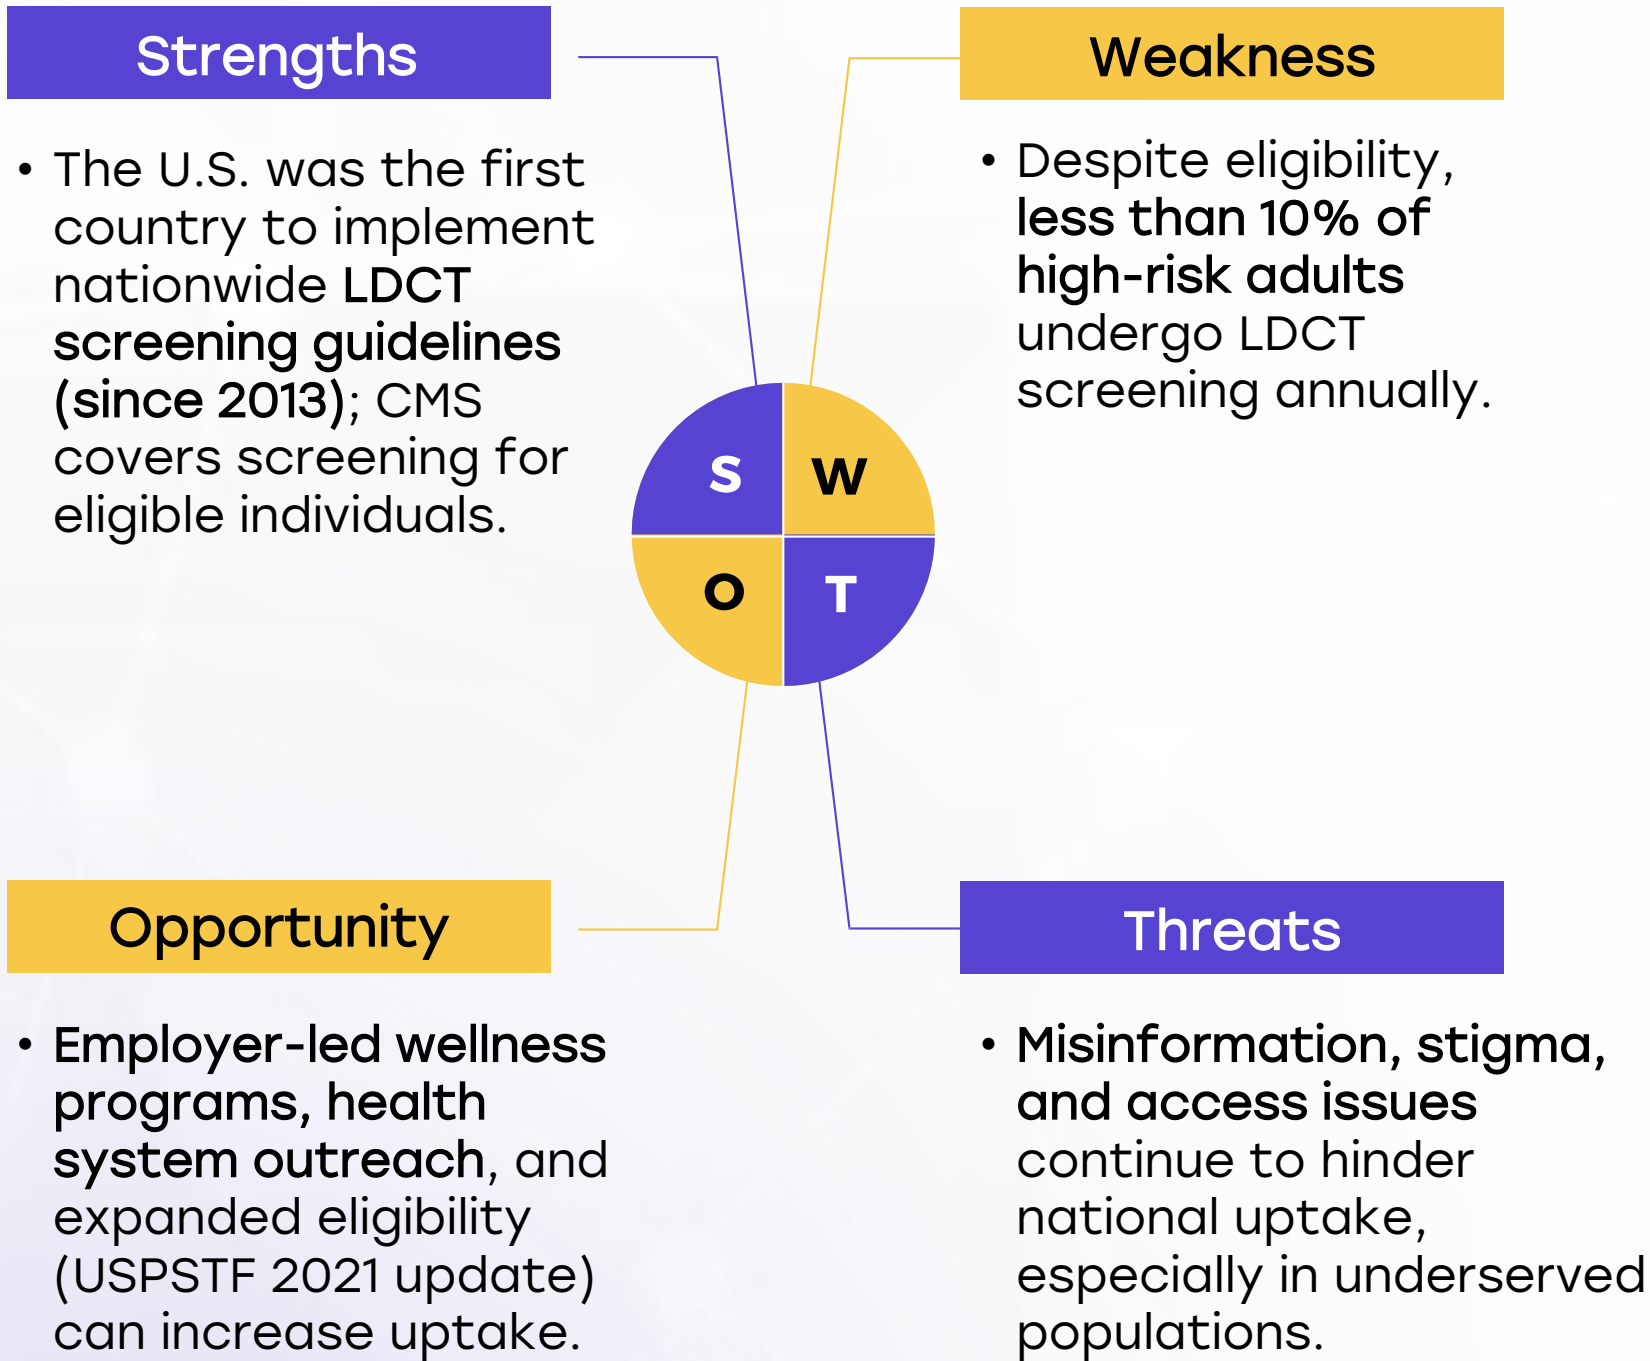 Strengths
• The U.S. was the first
country to implement
nationwide LDCT
screening guidelines
(since 2013); CMS
covers screening for
eligible individuals.
Weakness
• Despite eligibility,
less than 10% of
high-risk adults
undergo LDCT
screening annually.
S
W
O
T
Opportunity
• Employer-led wellness
programs, health
system outreach, and
expanded eligibility
(USPSTF 2021 update)
can increase uptake.
Threats
• Misinformation, stigma,
and access issues
continue to hinder
national uptake,
especially in underserved
populations.